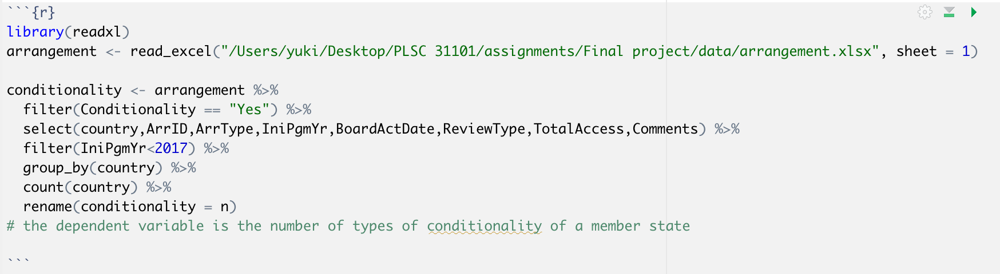 ```{r}
library(readxl)
arrangement <- read_excel("/Users/yuki/Desktop/PLSC 31101/assignments/Final project/data/arrangement.xlsx", sheet = 1)
conditionality <- arrangement %>%
filter(Conditionality == "Yes") %>%
select(country,ArrID,ArrType,IniPgmYr,BoardActDate,ReviewType,TotalAccess,Comments) %>%
filter(IniPgmYr<2017) %>%
group_by(country) %>%
count(country) %>%
rename(conditionality = n)
# the dependent variable is the number of types of conditionality of a member state
```